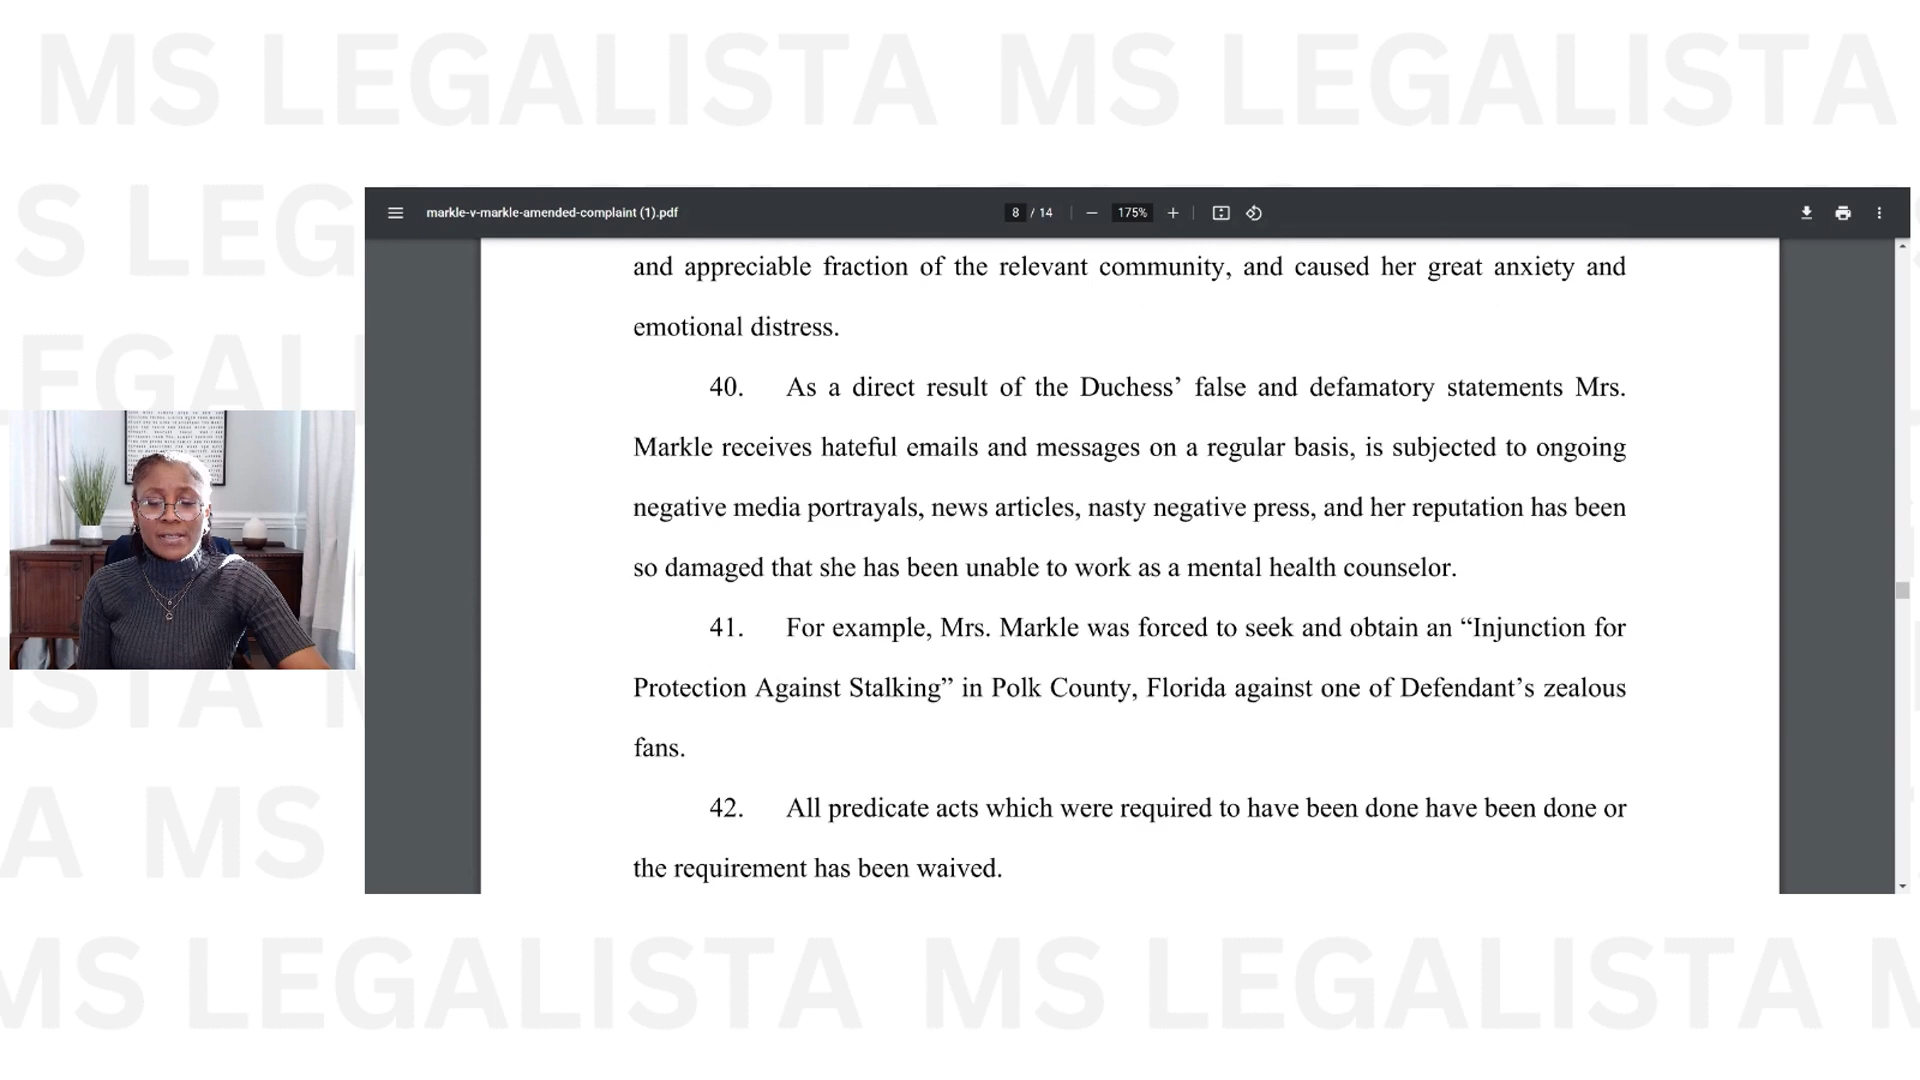 MS LEGALISTA MS LEGALISTA
S LEG
markle-v-markle-amended-complaint (1).pdf
8 / 14
175%
and appreciable fraction of the relevant community, and caused her great anxiety and
emotional distress.
40. As a direct result of the Duchess’ false and defamatory statements Mrs.
Markle receives hateful emails and messages on a regular basis, is subjected to ongoing
negative media portrayals, news articles, nasty negative press, and her reputation has been
so damaged that she has been unable to work as a mental health counselor.
41. For example, Mrs. Markle was forced to seek and obtain an “Injunction for
Protection Against Stalking” in Polk County, Florida against one of Defendant’s zealous
fans.
42. All predicate acts which were required to have been done have been done or
the requirement has been waived.
A MS
MS LEGALISTA MS LEGALISTA M